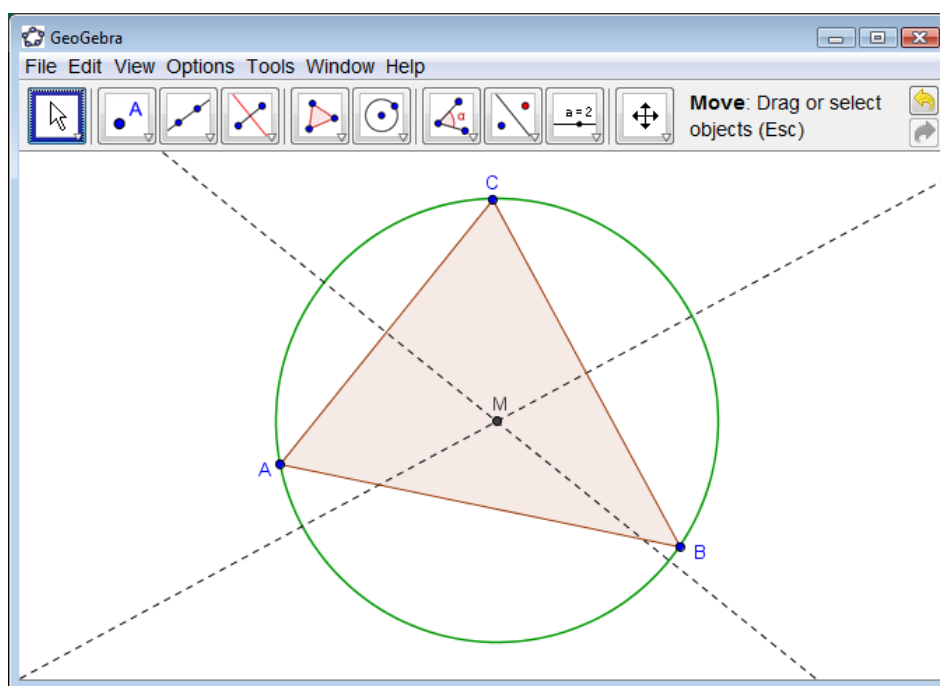 GeoGebra
File Edit View Options Tools Window Help
A
α
a=2
Move: Drag or select
objects (Esc)
C
M
A
B